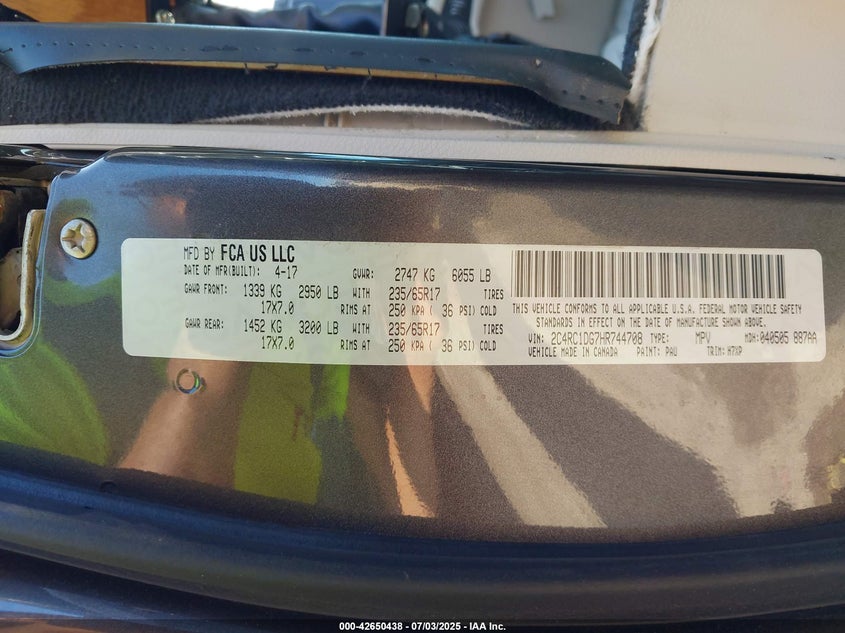 MFD BY FCA US LLC
DATE OF MFR(BUILT): 4-17 GVWR: 2747 KG 6055 LB
GAWR FRONT: 1339 KG 2950 LB WITH 235/65R17 TIRES
17X7.0 RIMS AT 250 KPA ( 36 PSI) COLD
GAWR REAR: 1452 KG 3200 LB WITH 235/65R17 TIRES
17X7.0 RIMS AT 250 KPA ( 36 PSI) COLD
THIS VEHICLE CONFORMS TO ALL APPLICABLE U.S.A. FEDERAL MOTOR VEHICLE SAFETY
STANDARDS IN EFFECT ON THE DATE OF MANUFACTURE SHOWN ABOVE.
VIN: 2C4RC1DG7HR744708 TYPE: MPV MDH: 040505 887AA
VEHICLE MADE IN CANADA PAINT: PAU TRIM: H7XP
000-42650438 - 07/03/2025 - IAA Inc.